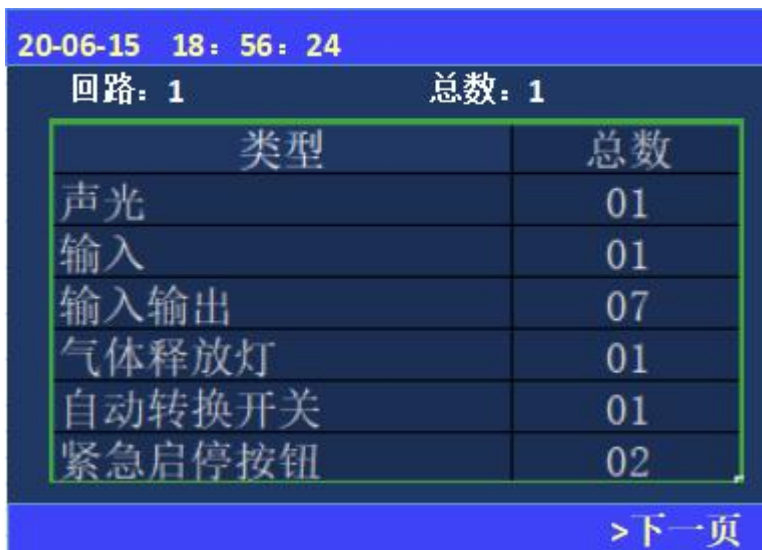 20-06-15 18：56：24
回路：1 总数：1
类型 总数
声光 01
输入 01
输入输出 07
气体释放灯 01
自动转换开关 01
紧急启停按钮 02
>下一页